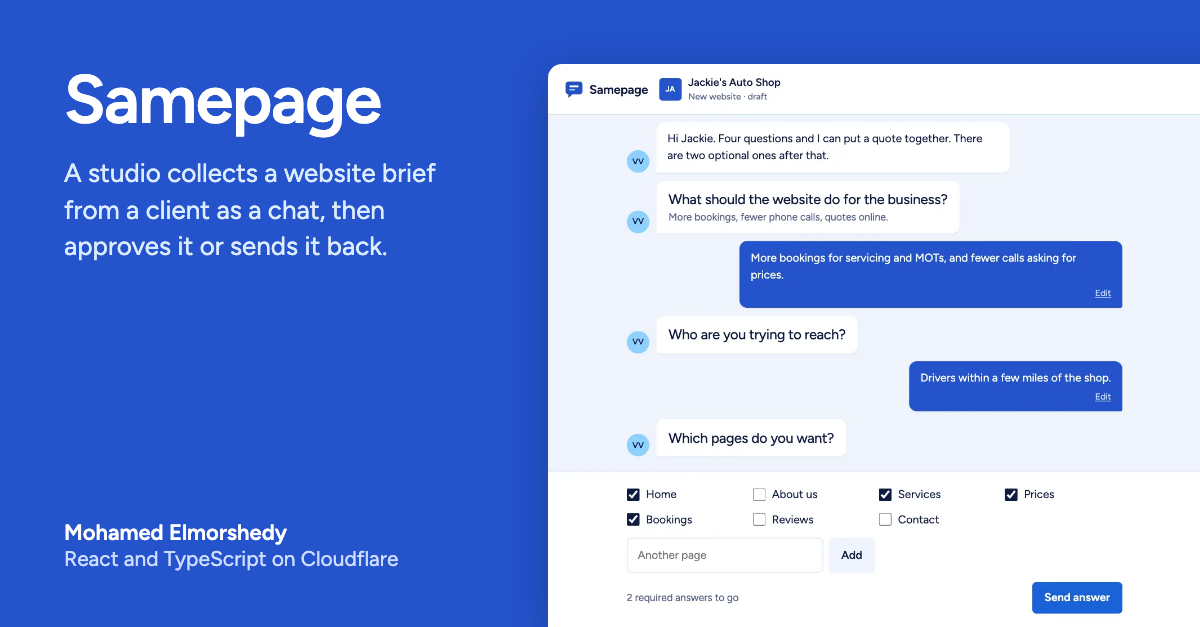 Samepage
A studio collects a website brief
from a client as a chat, then
approves it or sends it back.
Mohamed Elmorshedy
React and TypeScript on Cloudflare
Samepage
JA
Jackie's Auto Shop
New website · draft
Hi Jackie. Four questions and I can put a quote together. There
are two optional ones after that.
VV
What should the website do for the business?
More bookings, fewer phone calls, quotes online.
VV
More bookings for servicing and MOTs, and fewer calls asking for
prices.
Edit
Who are you trying to reach?
VV
Drivers within a few miles of the shop.
Edit
Which pages do you want?
VV
Home
About us
Services
Prices
Bookings
Reviews
Contact
Another page
Add
2 required answers to go
Send answer